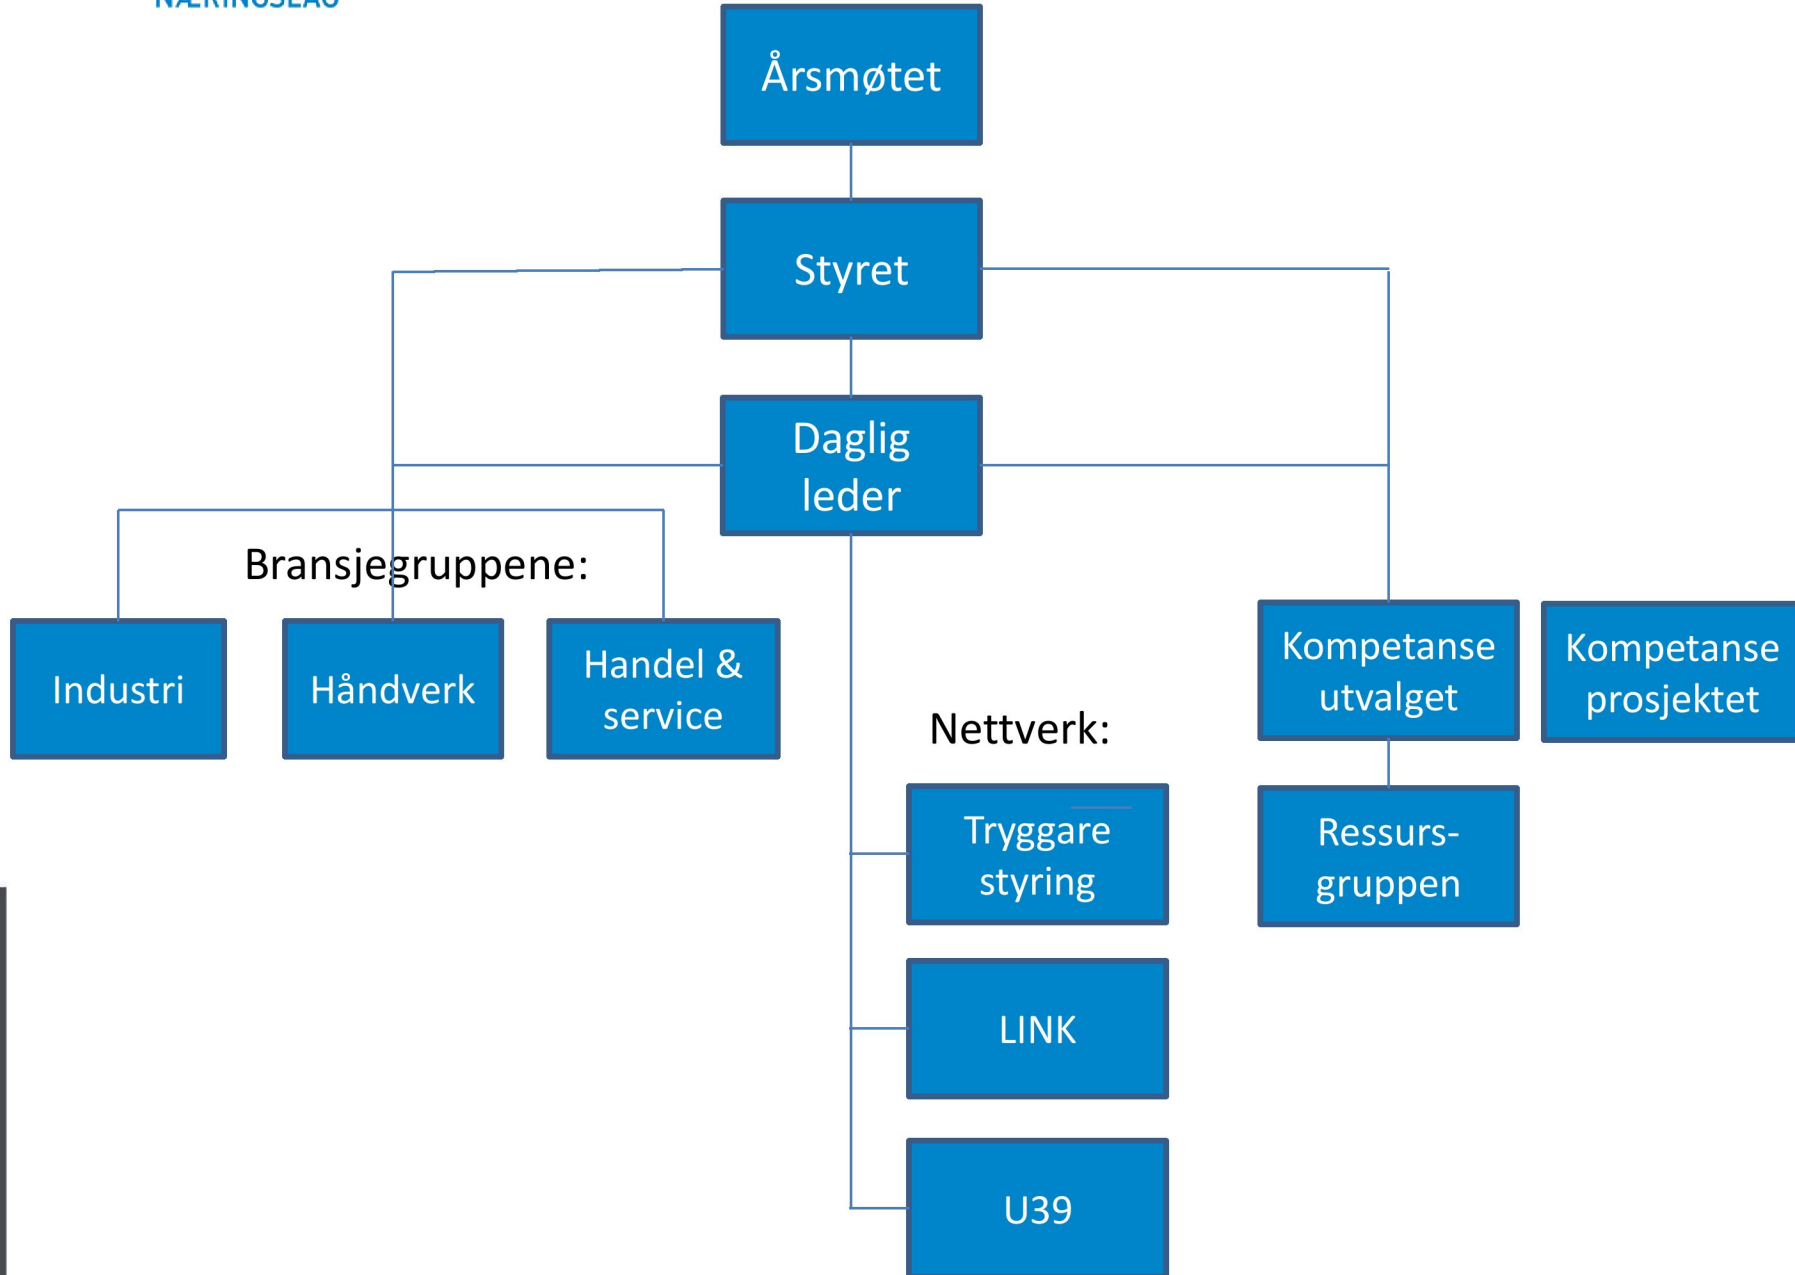 NÆRINGSLAG
Årsmøtet
Styret
Daglig
leder
Bransjegruppene:
Industri
Håndverk
Handel &
service
Kompetanse
utvalget
Kompetanse
prosjektet
Nettverk:
Tryggare
styring
Ressurs-
gruppen
LINK
U39